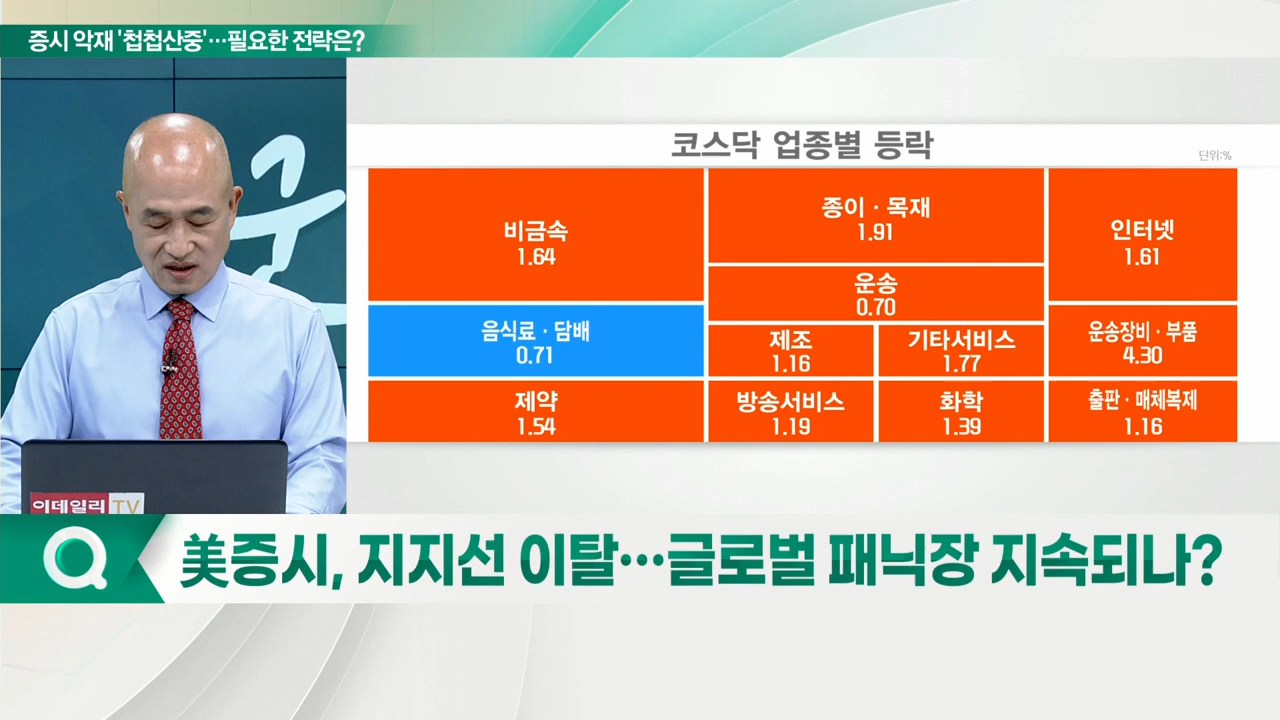 증시 악재 '첩첩산중'…필요한 전략은?
코스닥 업종별 등락
단위:%
비금속
1.64
종이 · 목재
1.91
인터넷
1.61
운송
0.70
음식료 · 담배
0.71
제조
1.16
기타서비스
1.77
운송장비 · 부품
4.30
제약
1.54
방송서비스
1.19
화학
1.39
출판 · 매체복제
1.16
이데일리 TV
美증시, 지지선 이탈…글로벌 패닉장 지속되나?